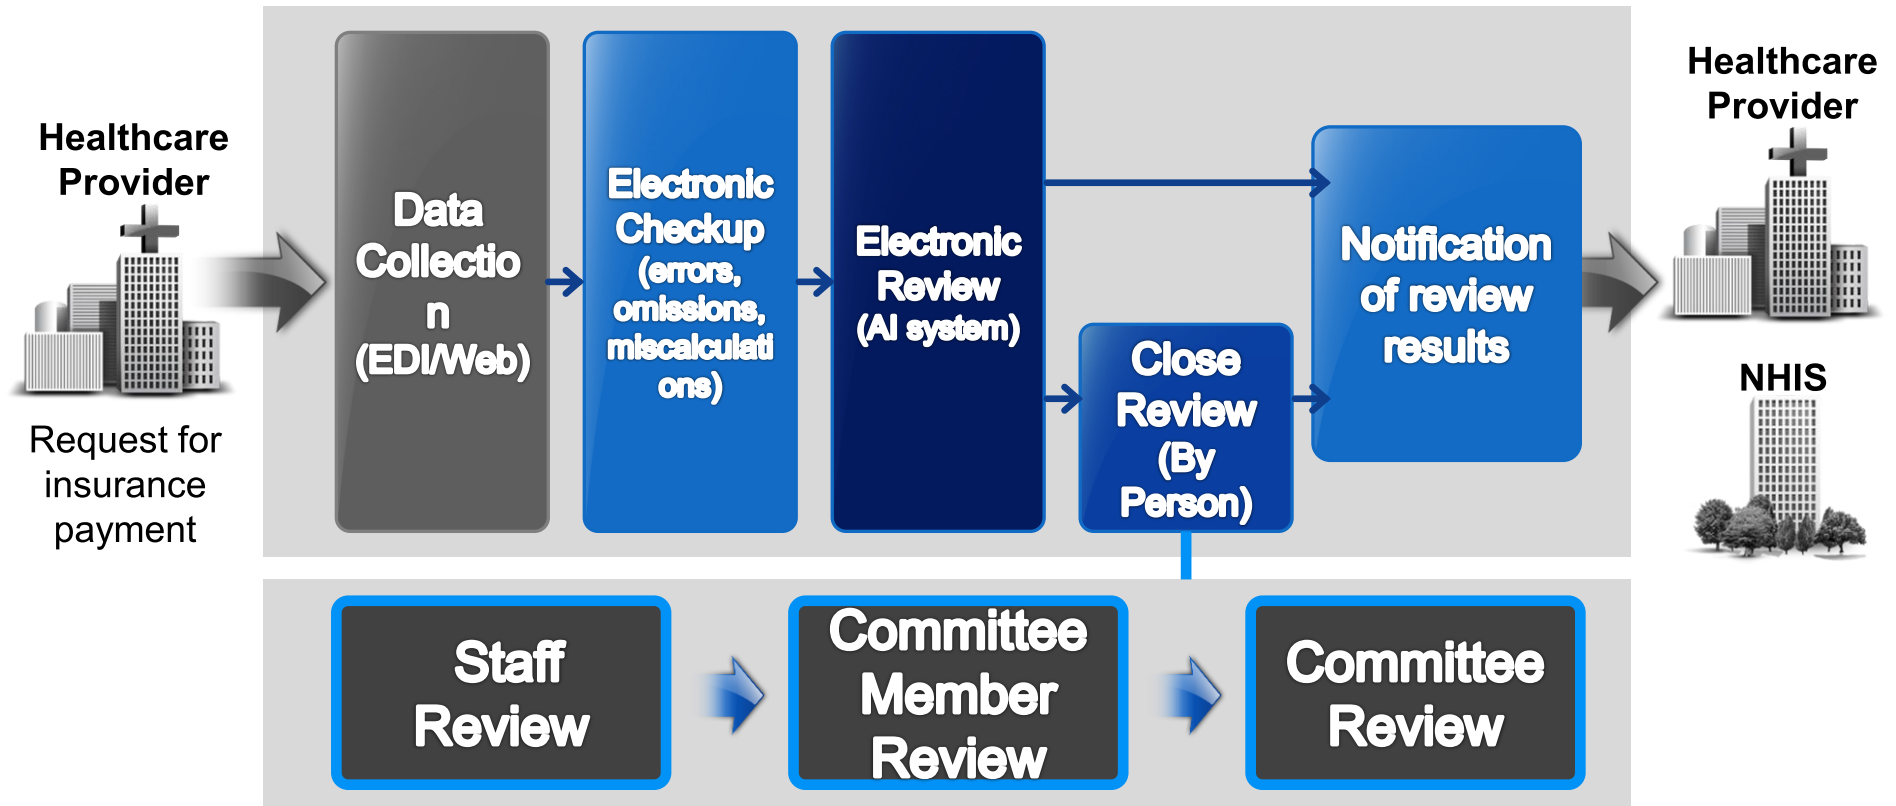 Healthcare
Provider
Request for
insurance
payment
Data
Collectio
n
(EDI/Web)
Electronic
Checkup
(errors,
omissions,
miscalculati
ons)
Electronic
Review
(AI system)
Close
Review
(By
Person)
Notification
of review
results
Healthcare
Provider
NHIS
Staff
Review
Committee
Member
Review
Committee
Review